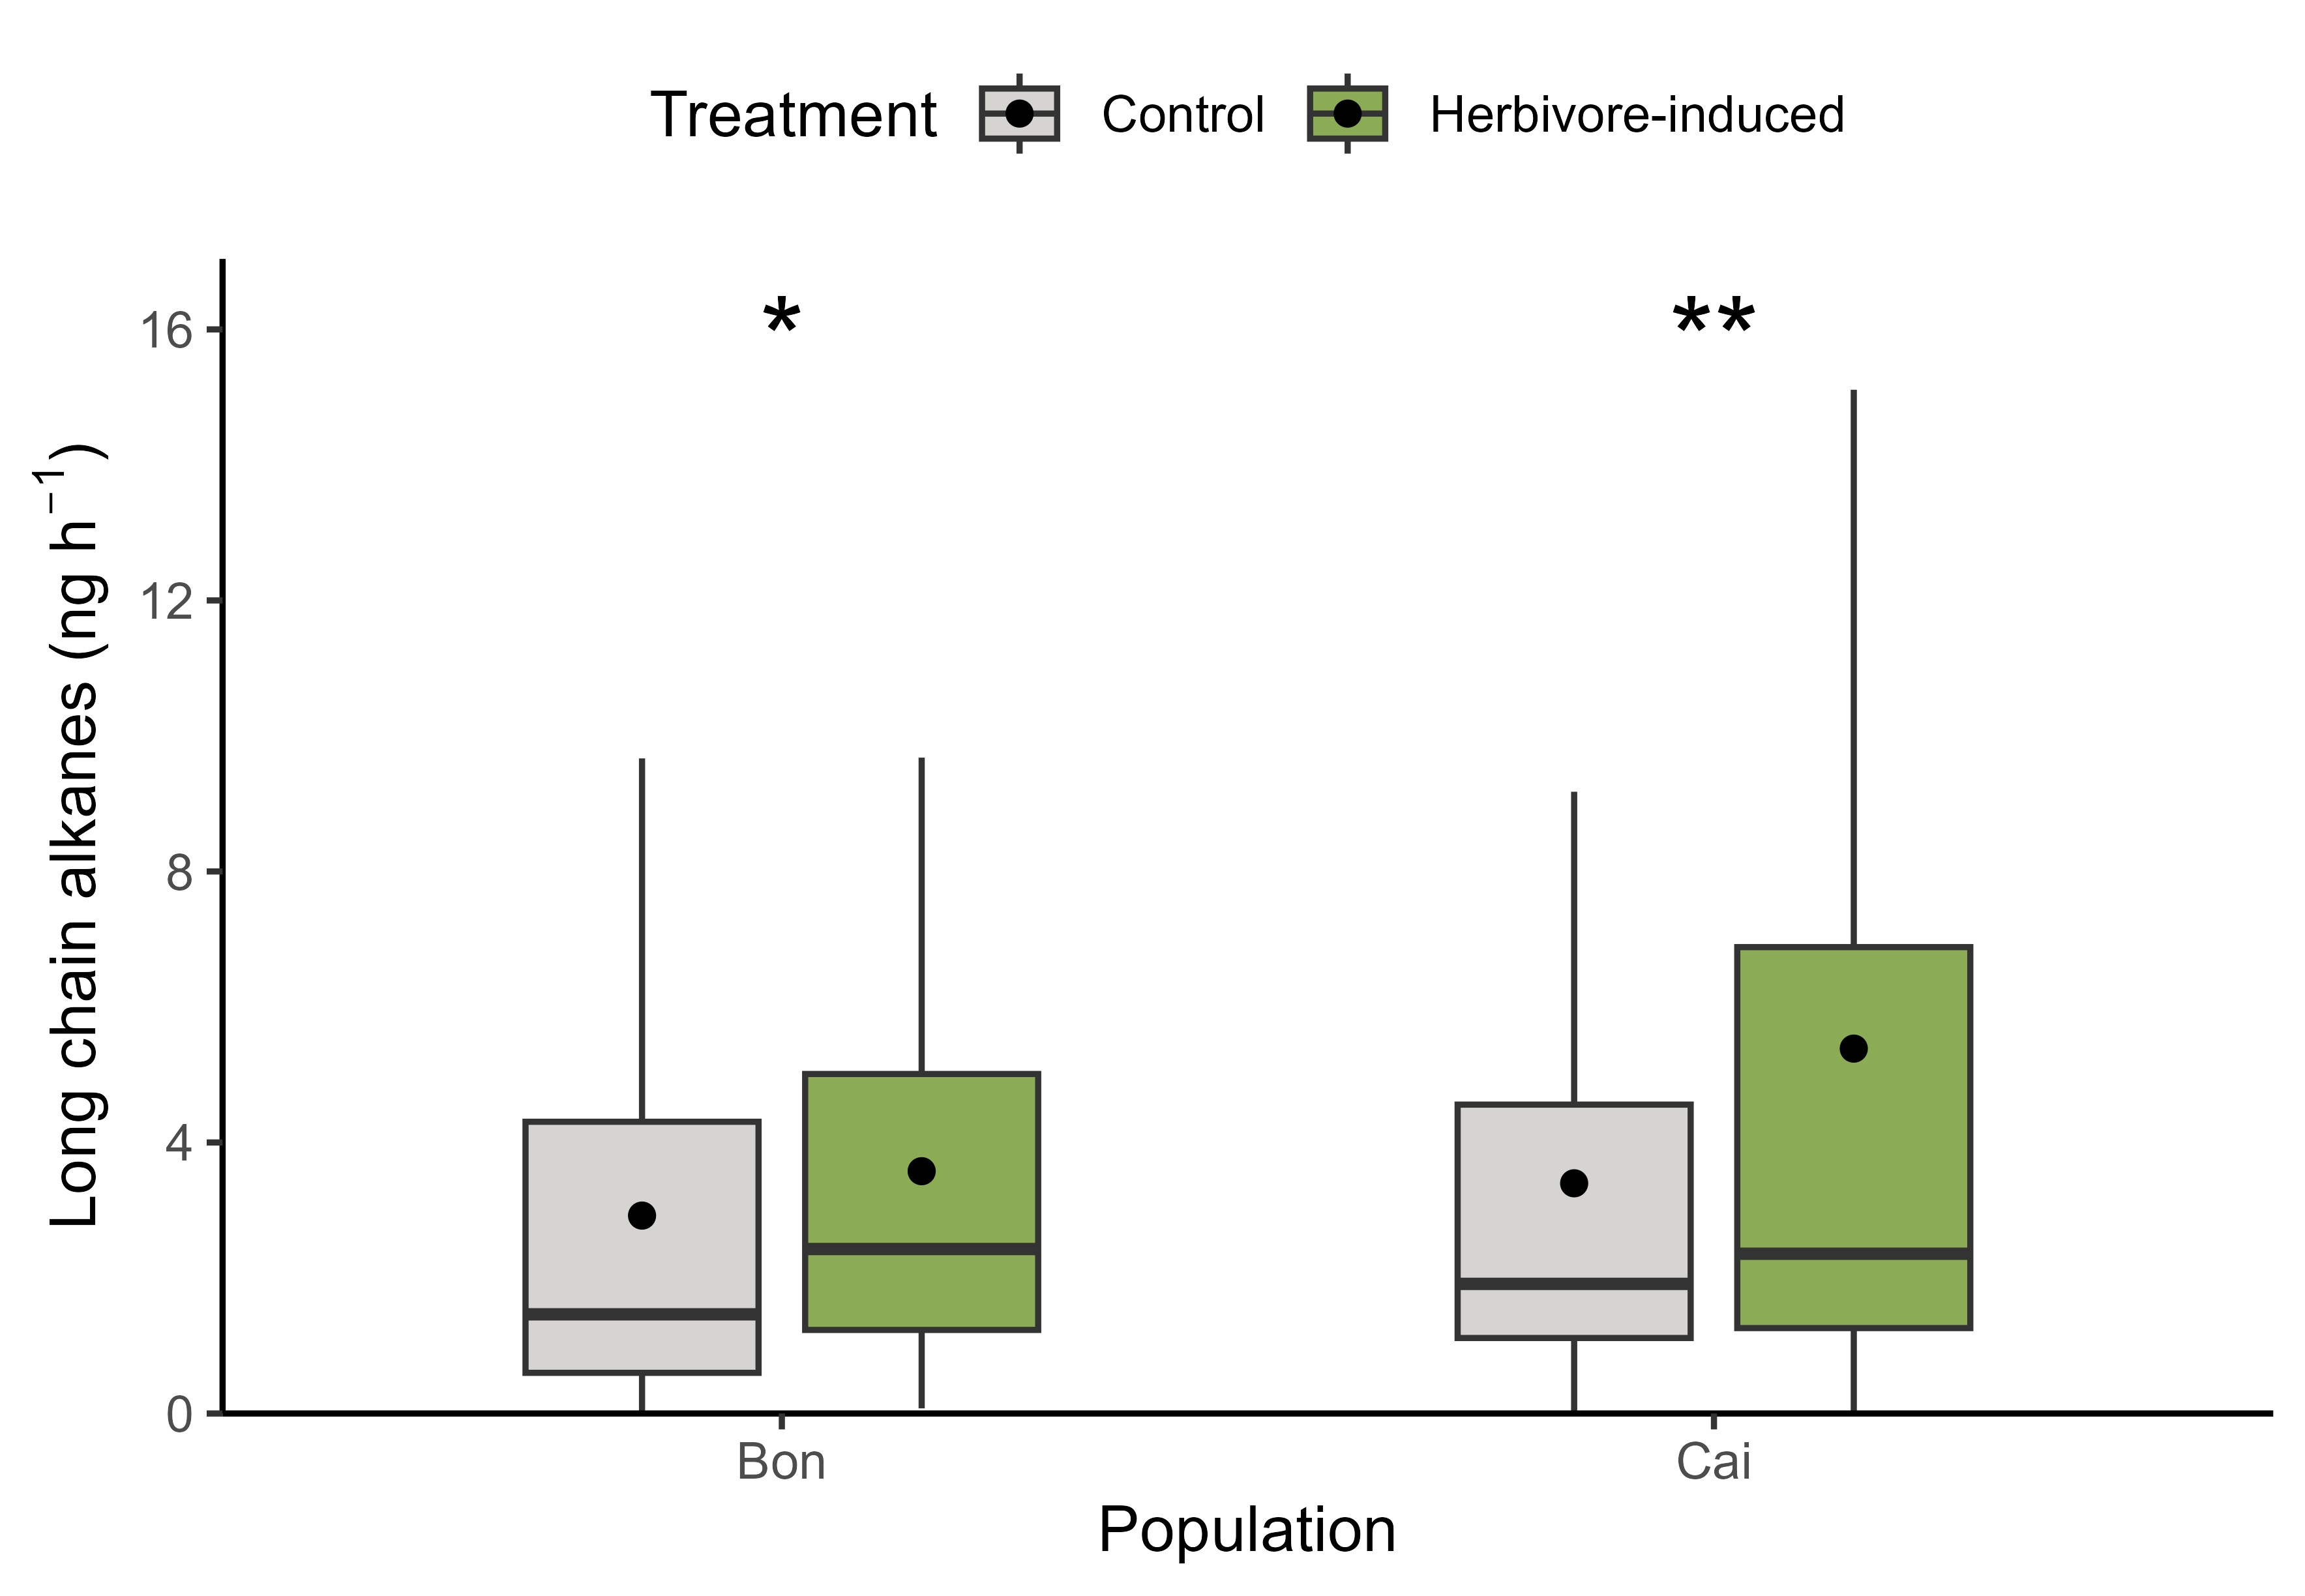 Treatment Control Herbivore-induced
* **
16
12
8
4
0
Long chain alkanes (ng h⁻¹)
Bon Cai
Population